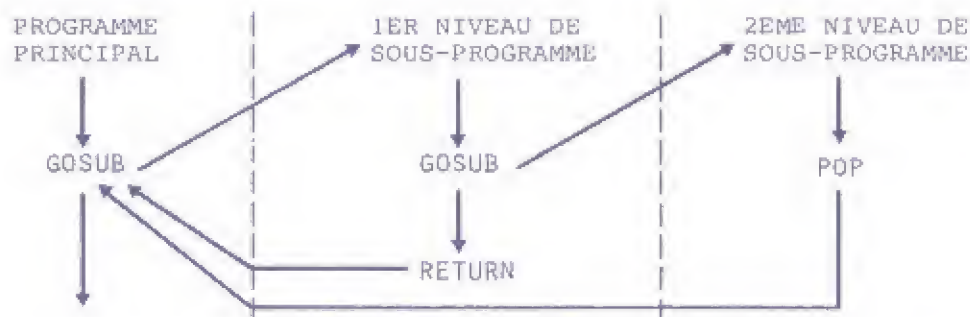 PROGRAMME
PRINCIPAL
1ER NIVEAU DE
SOUS-PROGRAMME
2EME NIVEAU DE
SOUS-PROGRAMME
GOSUB
GOSUB
POP
RETURN